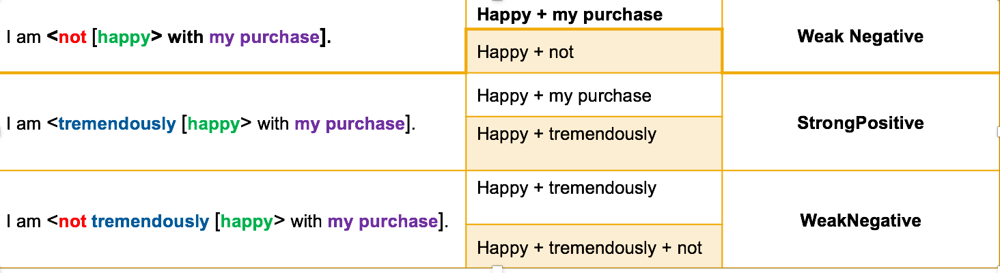 I am <not [happy> with my purchase].
Happy + my purchase
Happy + not
Weak Negative
I am <tremendously [happy> with my purchase].
Happy + my purchase
Happy + tremendously
StrongPositive
I am <not tremendously [happy> with my purchase].
Happy + tremendously
Happy + tremendously + not
WeakNegative